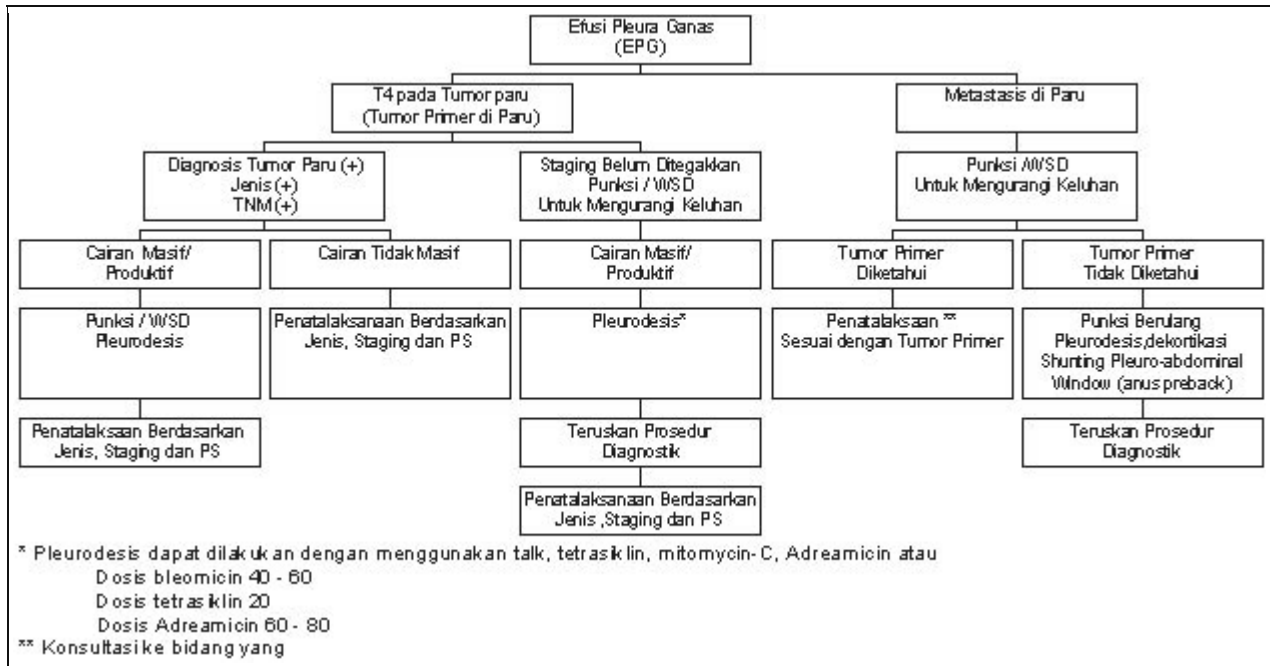 Efusi Pleura Ganas
(EPG)
T4 pada Tumor paru
(Tumor Primer di Paru)
Metastasis di Paru
Diagnosis Tumor Paru (+)
Jenis (+)
TNM (+)
Staging Belum Ditegakkan
Punksi / WSD
Untuk Mengurangi Keluhan
Punksi /WSD
Untuk Mengurangi Keluhan
Cairan Masif/
Produktif
Cairan Tidak Masif
Cairan Masif/
Produktif
Tumor Primer
Diketahui
Tumor Primer
Tidak Diketahui
Punksi / WSD
Pleurodesis
Penatalaksanaan Berdasarkan
Jenis, Staging dan PS
Pleurodesis*
Penatalaksaan **
Sesuai dengan Tumor Primer
Punksi Berulang
Pleurodesis,dekortikasi
Shunting Pleuro-abdominal
Window (anus preback)
Penatalaksaan Berdasarkan
Jenis, Staging dan PS
Teruskan Prosedur
Diagnostik
Teruskan Prosedur
Diagnostik
Penatalaksanaan Berdasarkan
Jenis ,Staging dan PS
* Pleurodesis dapat dilakukan dengan menggunakan talk, tetrasiklin, mitomycin-C, Adreamicin atau
Dosis bleomicin 40 - 60
Dosis tetrasiklin 20
Dosis Adreamicin 60 - 80
** Konsultasi ke bidang yang